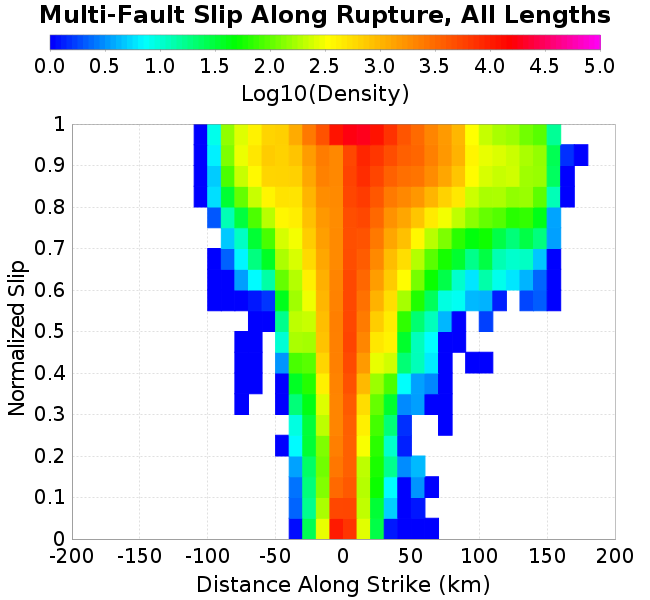 Multi-Fault Slip Along Rupture, All Lengths
0.0 0.5 1.0 1.5 2.0 2.5 3.0 3.5 4.0 4.5 5.0
Log10(Density)
1
0.9
0.8
0.7
0.6
0.5
0.4
0.3
0.2
0.1
0
Normalized Slip
-200 -150 -100 -50 0 50 100 150 200
Distance Along Strike (km)